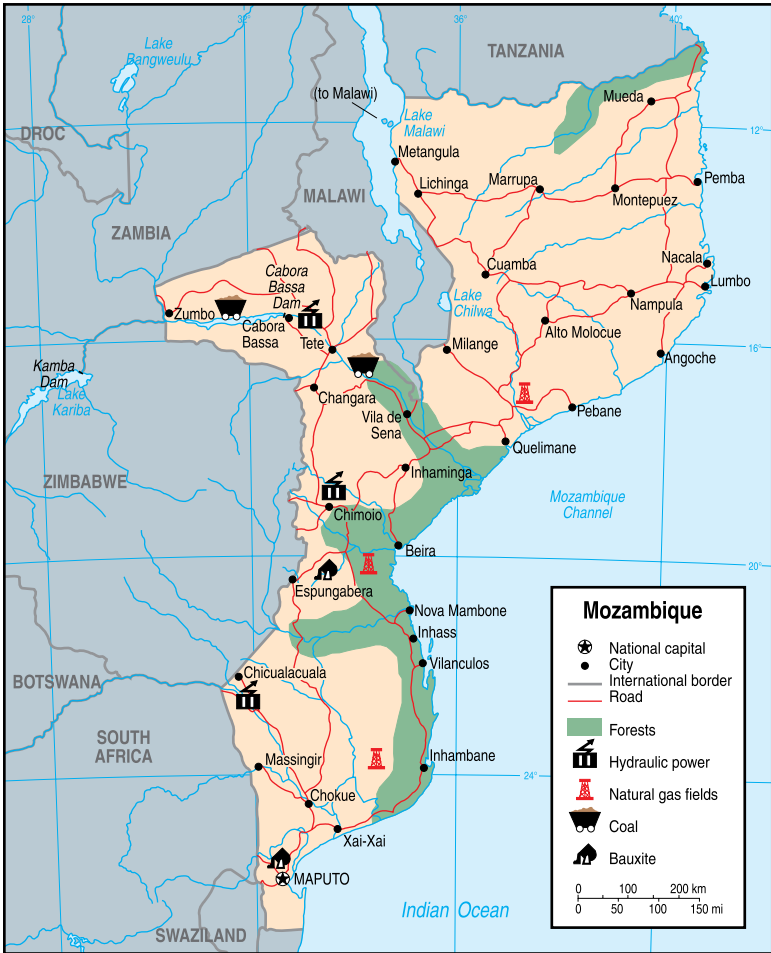 28°
32°
36°
40°
TANZANIA
Lake
Bangweulu
(to Malawi)
Mueda
Lake
Malawi
12°
DROC
Metangula
Lichinga
Marrupa
Montepuez
Pemba
MALAWI
ZAMBIA
Cuamba
Nacala
Lumbo
Cabora
Bassa
Dam
Zumbo
Cabora
Bassa
Lake
Chilwa
Nampula
Alto Molocue
Tete
Milange
16°
Angoche
Kamba
Dam
Lake
Kariba
Changara
Vila de
Sena
Pebane
Quelimane
Inhaminga
ZIMBABWE
Mozambique
Channel
Chimoio
Beira
20°
Espungabera
Nova Mambone
Inhass
Vilanculos
Chicualacuala
BOTSWANA
SOUTH
AFRICA
Massingir
Inhambane
24°
Chokue
Xai-Xai
MAPUTO
Indian Ocean
SWAZILAND
Mozambique
National capital
City
International border
Road
Forests
Hydraulic power
Natural gas fields
Coal
Bauxite
0 100 200 km
0 50 100 150 mi